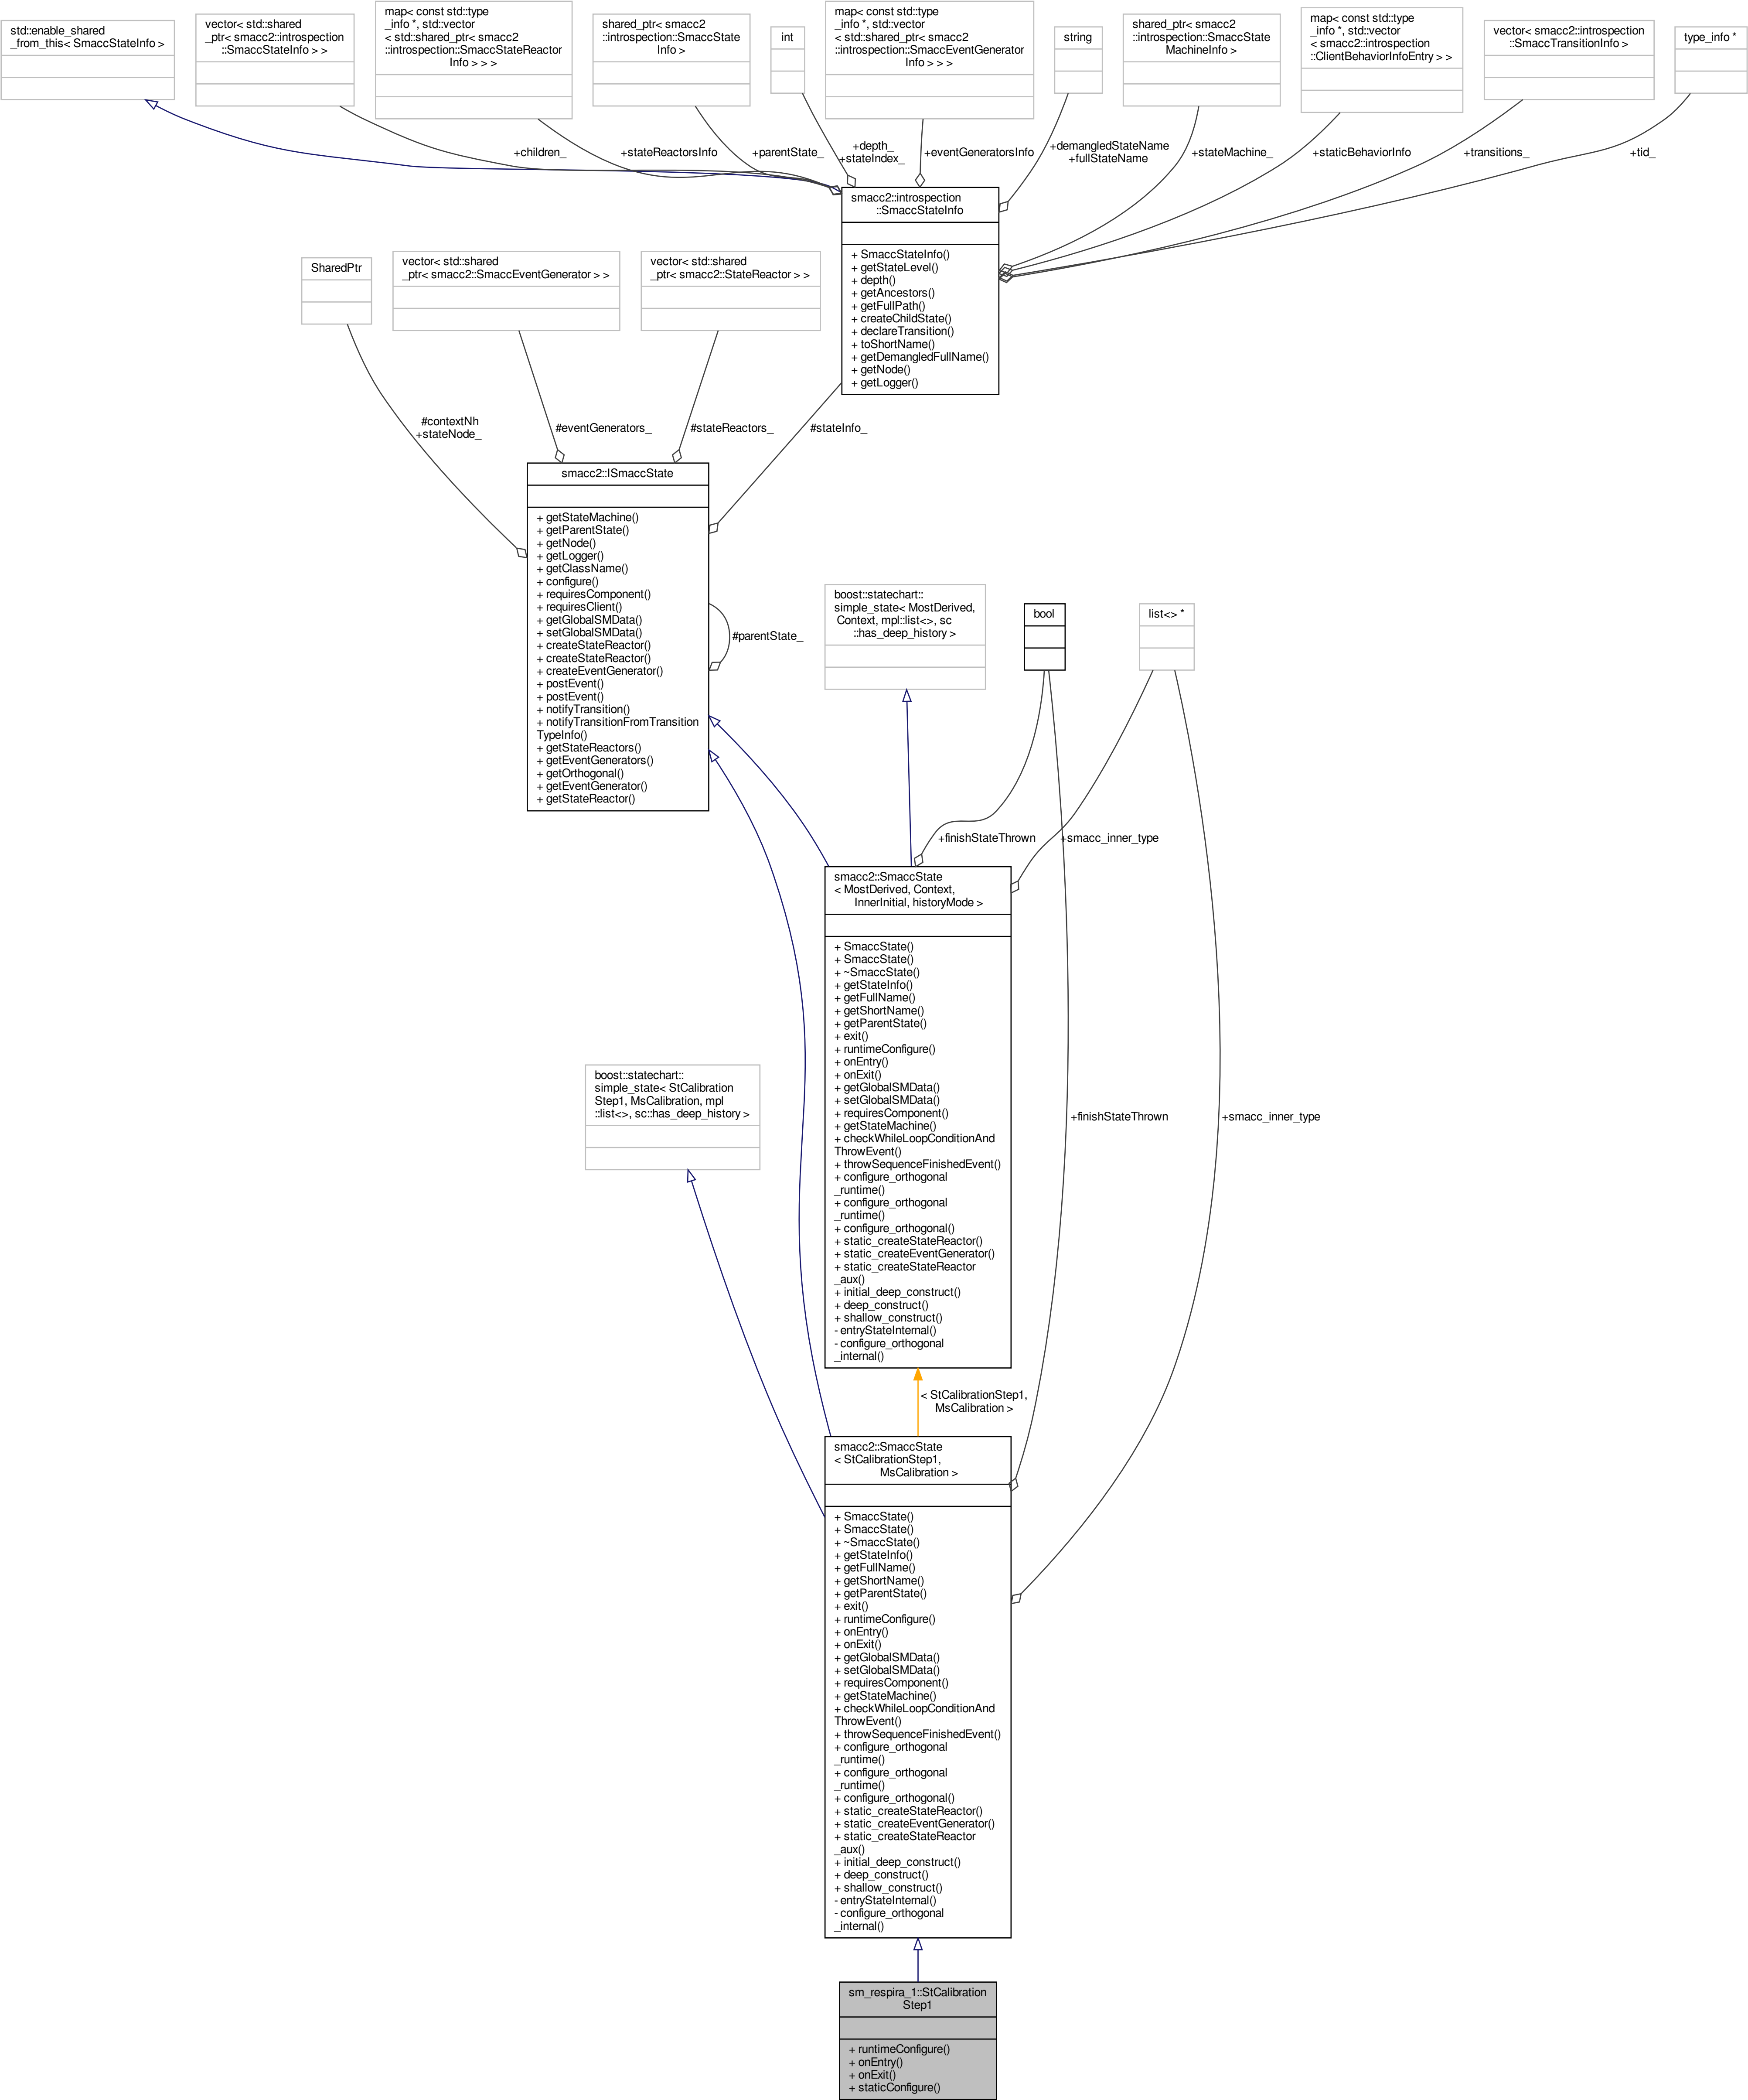 std::enable_shared
_from_this< SmaccStateInfo >
vector< std::shared
_ptr< smacc2::introspection
::SmaccStateInfo > >
map< const std::type
_info *, std::vector
< std::shared_ptr< smacc2
::introspection::SmaccStateReactor
Info > > >
shared_ptr< smacc2
::introspection::SmaccState
Info >
int
map< const std::type
_info *, std::vector
< std::shared_ptr< smacc2
::introspection::SmaccEventGenerator
Info > > >
string
shared_ptr< smacc2
::introspection::SmaccState
MachineInfo >
map< const std::type
_info *, std::vector
< smacc2::introspection
::ClientBehaviorInfoEntry > >
vector< smacc2::introspection
::SmaccTransitionInfo >
type_info *
+children_
+stateReactorsInfo
+parentState_
+depth_
+stateIndex_
+eventGeneratorsInfo
+demangledStateName
+fullStateName
+stateMachine_
+staticBehaviorInfo
+transitions_
+tid_
smacc2::introspection
::SmaccStateInfo
+ SmaccStateInfo()
+ getStateLevel()
+ depth()
+ getAncestors()
+ getFullPath()
+ createChildState()
+ declareTransition()
+ toShortName()
+ getDemangledFullName()
+ getNode()
+ getLogger()
SharedPtr
vector< std::shared
_ptr< smacc2::SmaccEventGenerator > >
vector< std::shared
_ptr< smacc2::StateReactor > >
#contextNh
+stateNode_
#eventGenerators_
#stateReactors_
#stateInfo_
smacc2::ISmaccState
+ getStateMachine()
+ getParentState()
+ getNode()
+ getLogger()
+ getClassName()
+ configure()
+ requiresComponent()
+ requiresClient()
+ getGlobalSMData()
+ setGlobalSMData()
+ createStateReactor()
+ createStateReactor()
+ createEventGenerator()
+ postEvent()
+ postEvent()
+ notifyTransition()
+ notifyTransitionFromTransition
TypeInfo()
+ getStateReactors()
+ getEventGenerators()
+ getOrthogonal()
+ getEventGenerator()
+ getStateReactor()
#parentState_
boost::statechart::
simple_state< MostDerived,
Context, mpl::list<>, sc
::has_deep_history >
bool
list<> *
+finishStateThrown
+smacc_inner_type
smacc2::SmaccState
< MostDerived, Context,
InnerInitial, historyMode >
+ SmaccState()
+ SmaccState()
+ ~SmaccState()
+ getStateInfo()
+ getFullName()
+ getShortName()
+ getParentState()
+ exit()
+ runtimeConfigure()
+ onEntry()
+ onExit()
+ getGlobalSMData()
+ setGlobalSMData()
+ requiresComponent()
+ getStateMachine()
+ checkWhileLoopConditionAnd
ThrowEvent()
+ throwSequenceFinishedEvent()
+ configure_orthogonal
_runtime()
+ configure_orthogonal
_runtime()
+ configure_orthogonal()
+ static_createStateReactor()
+ static_createEventGenerator()
+ static_createStateReactor
_aux()
+ initial_deep_construct()
+ deep_construct()
+ shallow_construct()
- entryStateInternal()
- configure_orthogonal
_internal()
boost::statechart::
simple_state< StCalibration
Step1, MsCalibration, mpl
::list<>, sc::has_deep_history >
+finishStateThrown
+smacc_inner_type
< StCalibrationStep1,
MsCalibration >
smacc2::SmaccState
< StCalibrationStep1,
MsCalibration >
+ SmaccState()
+ SmaccState()
+ ~SmaccState()
+ getStateInfo()
+ getFullName()
+ getShortName()
+ getParentState()
+ exit()
+ runtimeConfigure()
+ onEntry()
+ onExit()
+ getGlobalSMData()
+ setGlobalSMData()
+ requiresComponent()
+ getStateMachine()
+ checkWhileLoopConditionAnd
ThrowEvent()
+ throwSequenceFinishedEvent()
+ configure_orthogonal
_runtime()
+ configure_orthogonal
_runtime()
+ configure_orthogonal()
+ static_createStateReactor()
+ static_createEventGenerator()
+ static_createStateReactor
_aux()
+ initial_deep_construct()
+ deep_construct()
+ shallow_construct()
- entryStateInternal()
- configure_orthogonal
_internal()
sm_respira_1::StCalibration
Step1
+ runtimeConfigure()
+ onEntry()
+ onExit()
+ staticConfigure()